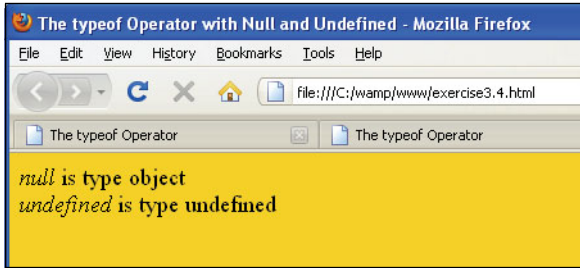 The typeof Operator with Null and Undefined - Mozilla Firefox
File Edit View History Bookmarks Tools Help
file:///C:/wamp/www/exercise3.4.html
The typeof Operator The typeof Operator
null is type object
undefined is type undefined